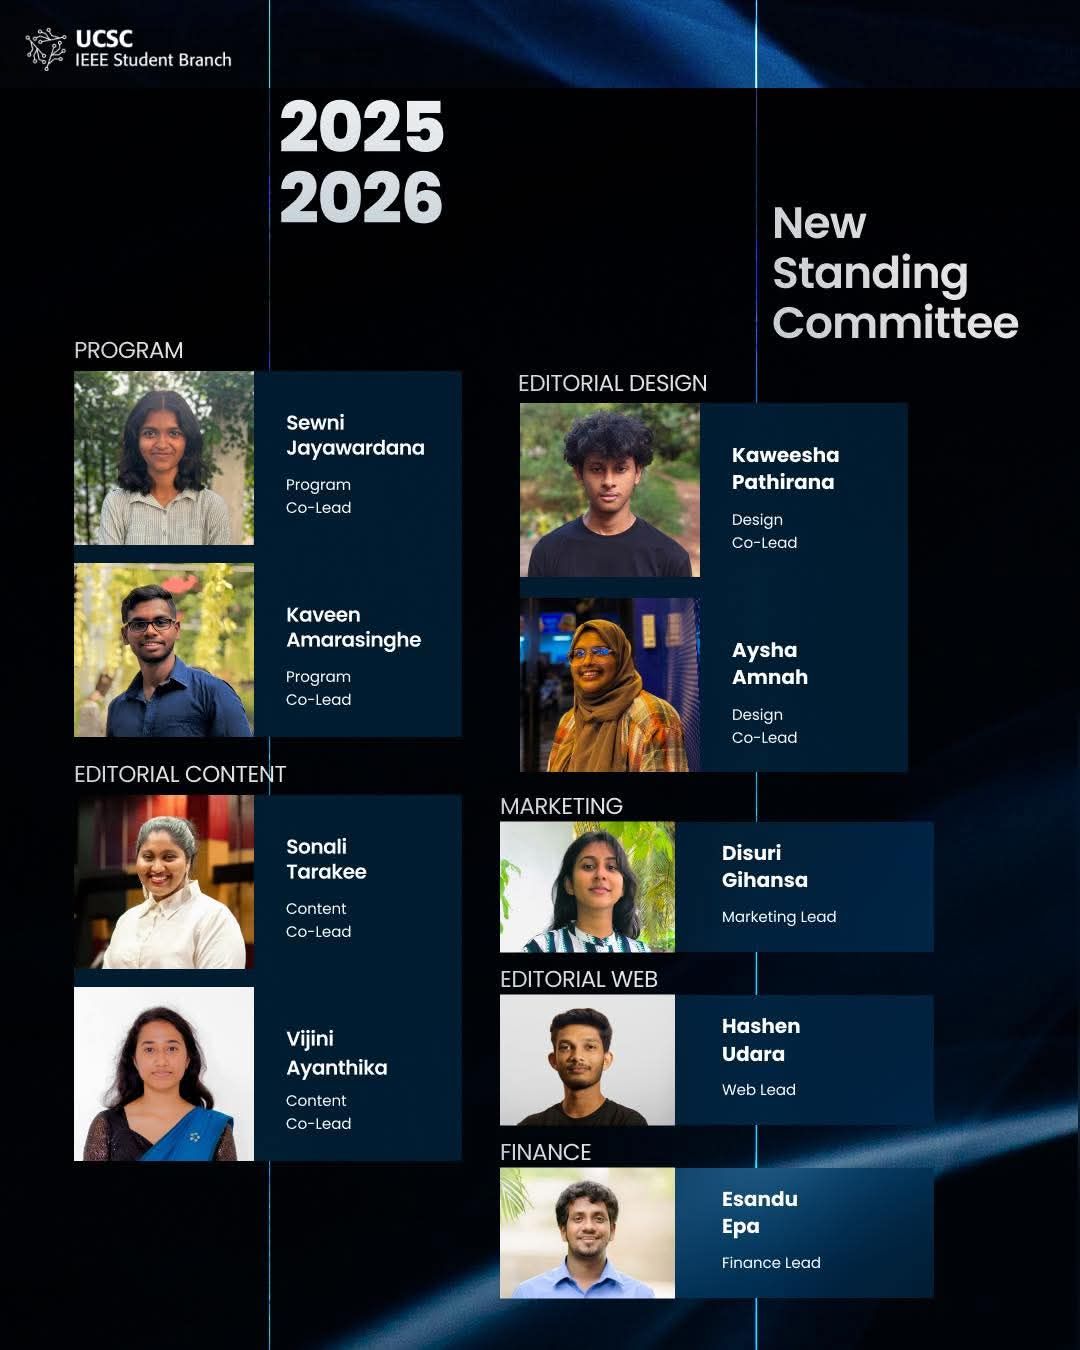 UCSC
IEEE Student Branch
2025
2026
New
Standing
Committee
PROGRAM
Sewni
Jayawardana
Program
Co-Lead
Kaveen
Amarasinghe
Program
Co-Lead
EDITORIAL CONTENT
Sonali
Tarakee
Content
Co-Lead
Vijini
Ayanthika
Content
Co-Lead
EDITORIAL DESIGN
Kaweesha
Pathirana
Design
Co-Lead
Aysha
Amnah
Design
Co-Lead
MARKETING
Disuri
Gihansa
Marketing Lead
EDITORIAL WEB
Hashen
Udara
Web Lead
FINANCE
Esandu
Epa
Finance Lead